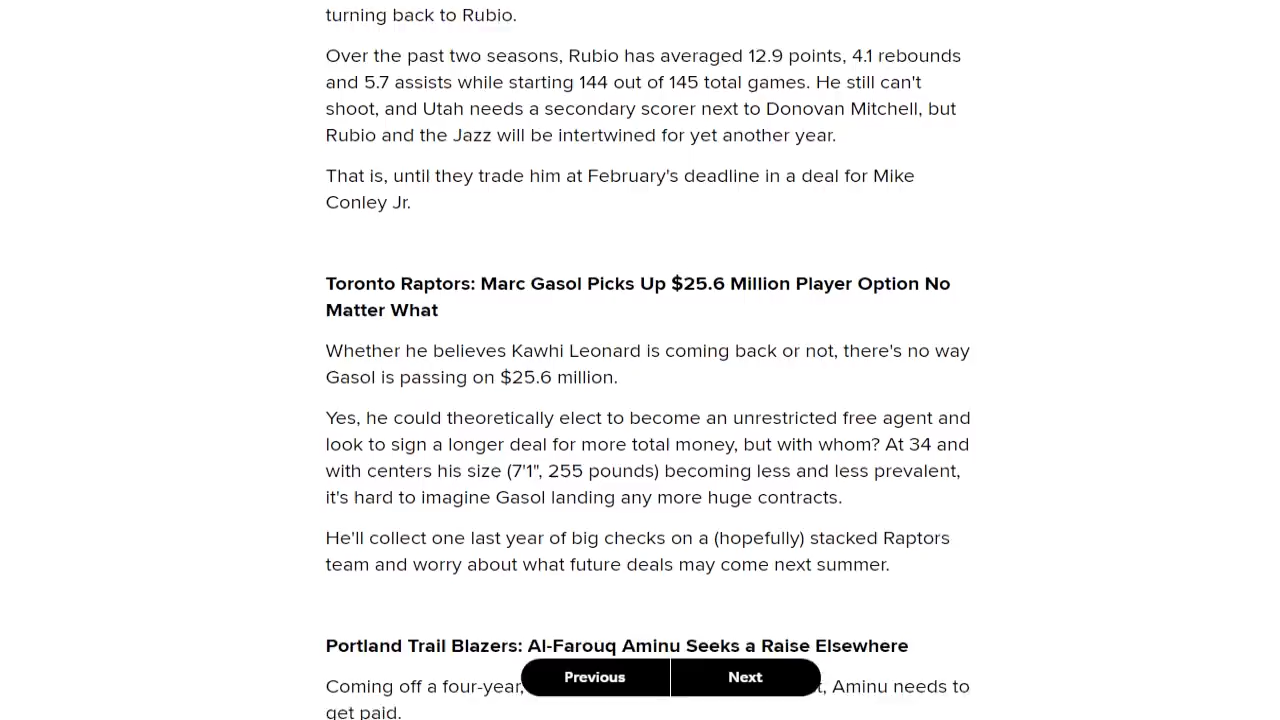 turning back to Rubio.
Over the past two seasons, Rubio has averaged 12.9 points, 4.1 rebounds
and 5.7 assists while starting 144 out of 145 total games. He still can't
shoot, and Utah needs a secondary scorer next to Donovan Mitchell, but
Rubio and the Jazz will be intertwined for yet another year.
That is, until they trade him at February's deadline in a deal for Mike
Conley Jr.
Toronto Raptors: Marc Gasol Picks Up $25.6 Million Player Option No
Matter What
Whether he believes Kawhi Leonard is coming back or not, there's no way
Gasol is passing on $25.6 million.
Yes, he could theoretically elect to become an unrestricted free agent and
look to sign a longer deal for more total money, but with whom? At 34 and
with centers his size (7'1", 255 pounds) becoming less and less prevalent,
it's hard to imagine Gasol landing any more huge contracts.
He'll collect one last year of big checks on a (hopefully) stacked Raptors
team and worry about what future deals may come next summer.
Portland Trail Blazers: Al-Farouq Aminu Seeks a Raise Elsewhere
Coming off a four-year, Aminu needs to
Previous Next
get paid.